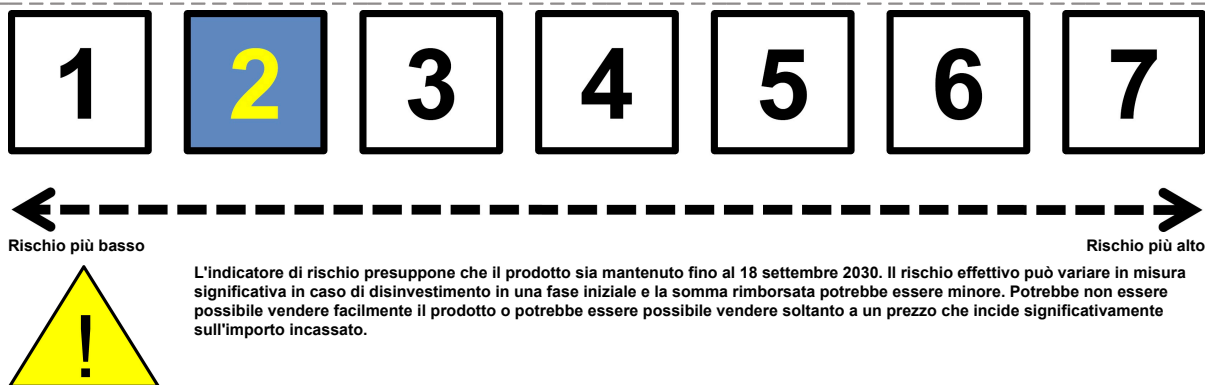 1 2 3 4 5 6 7
Rischio più basso Rischio più alto
L'indicatore di rischio presuppone che il prodotto sia mantenuto fino al 18 settembre 2030. Il rischio effettivo può variare in misura
significativa in caso di disinvestimento in una fase iniziale e la somma rimborsata potrebbe essere minore. Potrebbe non essere
possibile vendere facilmente il prodotto o potrebbe essere possibile vendere soltanto a un prezzo che incide significativamente
sull'importo incassato.
!